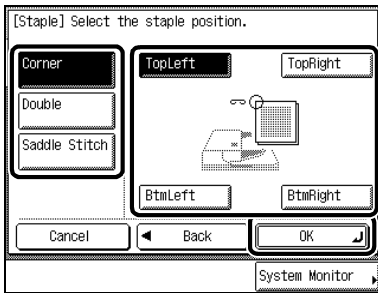 [Staple] Select the staple position.
Corner
TopLeft
TopRight
Double
Saddle Stitch
BtmLeft
BtmRight
Cancel
Back
OK
System Monitor